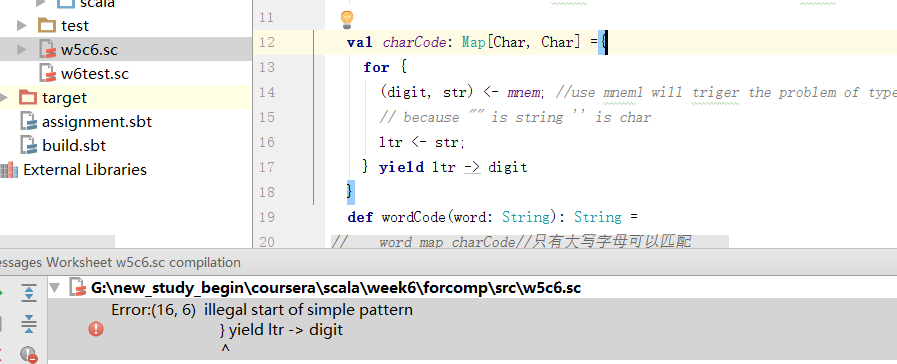 scala
test
w5c6.sc
w6test.sc
target
assignment.sbt
build.sbt
External Libraries
11
12 val charCode: Map[Char, Char] ={
13 for {
14 (digit, str) <- mnem; //use mneml will triger the problem of type
15 // because "" is string '' is char
16 ltr <- str;
17 } yield ltr -> digit
18 }
19 def wordCode(word: String): String =
20 // word map charCode//只有大写字母可以匹配
essages Worksheet w5c6.sc compilation
G:\new_study_begin\coursera\scala\week6\forcomp\src\w5c6.sc
Error:(16, 6) illegal start of simple pattern
} yield ltr -> digit
^